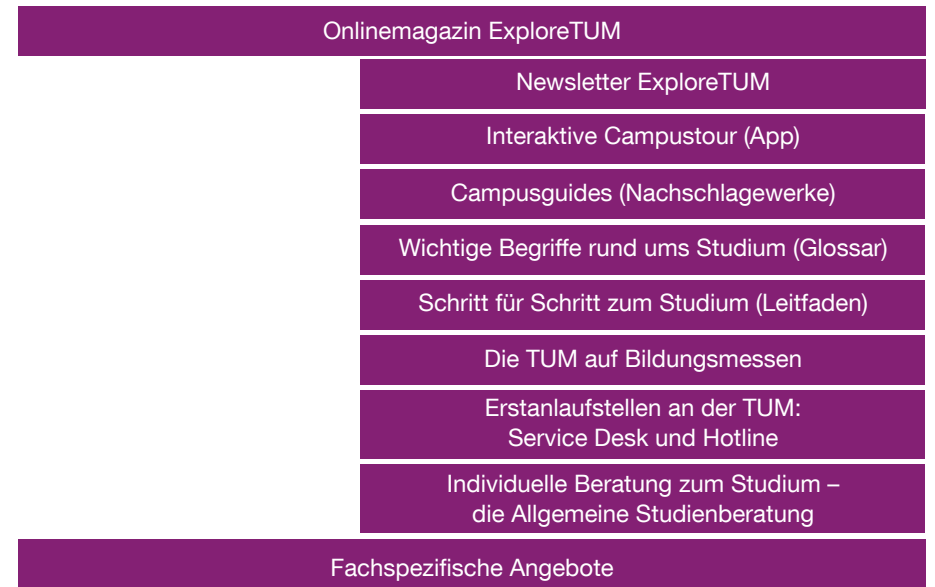 Onlinemagazin ExploreTUM
Newsletter ExploreTUM
Interaktive Campustour (App)
Campusguides (Nachschlagewerke)
Wichtige Begriffe rund ums Studium (Glossar)
Schritt für Schritt zum Studium (Leitfaden)
Die TUM auf Bildungsmessen
Erstanlaufstellen an der TUM:
Service Desk und Hotline
Individuelle Beratung zum Studium –
die Allgemeine Studienberatung
Fachspezifische Angebote